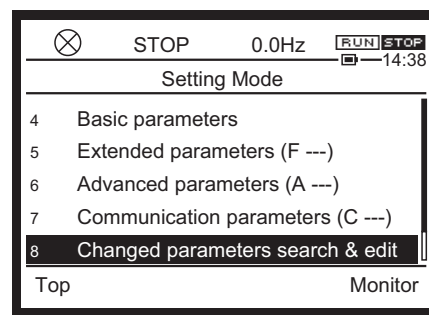 STOP 0.0Hz RUN STOP
14:38
Setting Mode
4 Basic parameters
5 Extended parameters (F ---)
6 Advanced parameters (A ---)
7 Communication parameters (C ---)
8 Changed parameters search & edit
Top Monitor